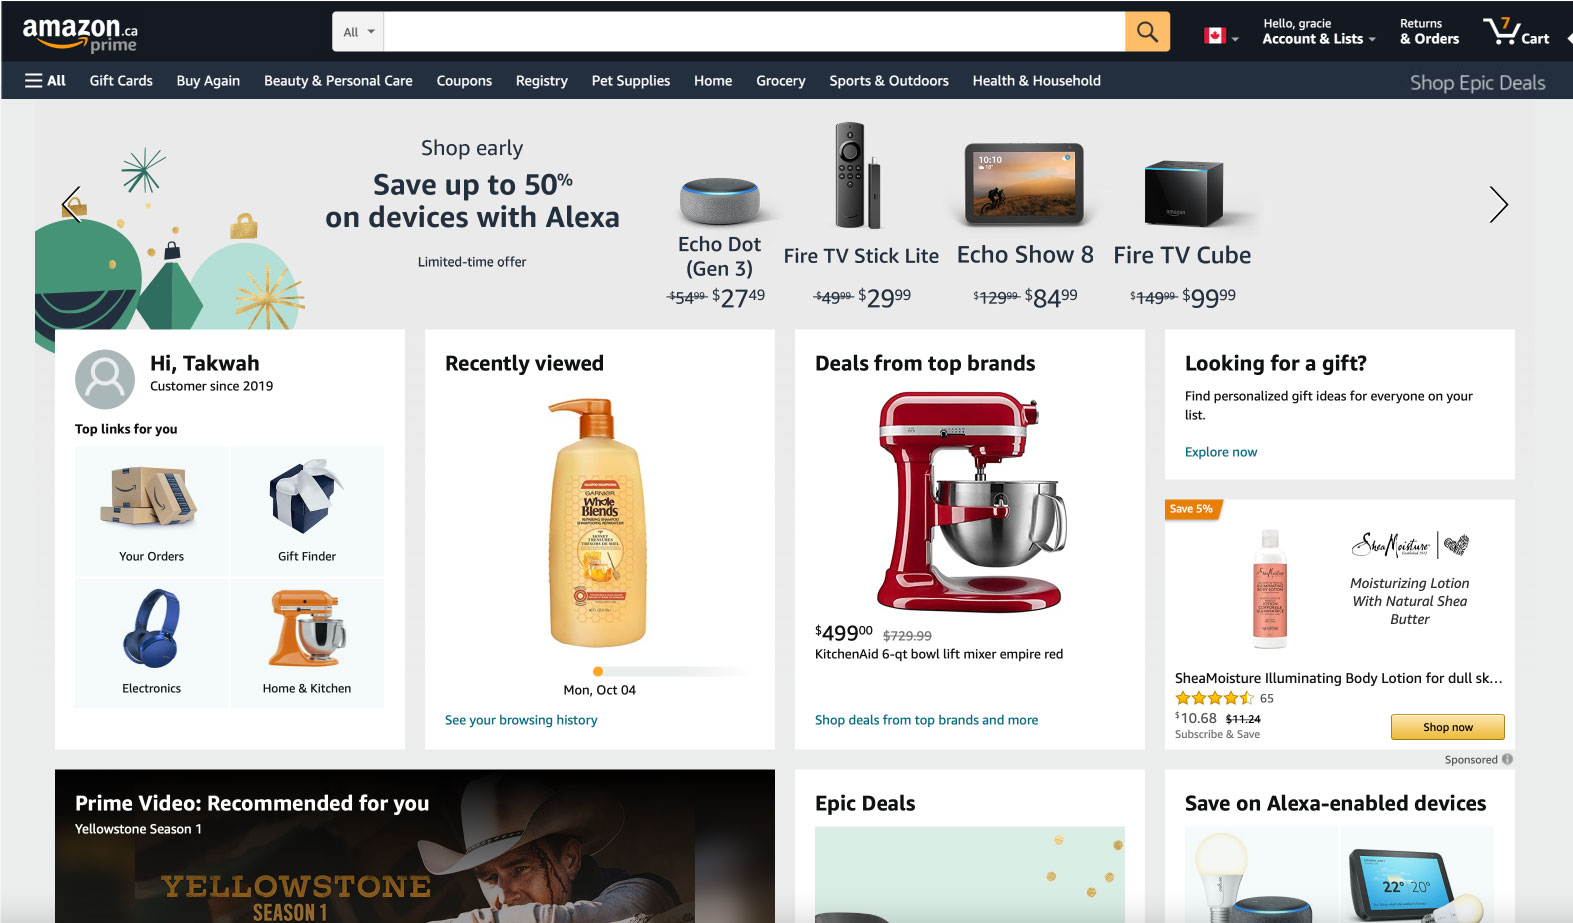 amazon.ca
prime
All
Hello, gracie
Account & Lists
Returns
& Orders
7
Cart
All
Gift Cards
Buy Again
Beauty & Personal Care
Coupons
Registry
Pet Supplies
Home
Grocery
Sports & Outdoors
Health & Household
Shop Epic Deals
Shop early
Save up to 50%
on devices with Alexa
Limited-time offer
10:10
amazon
Echo Dot
(Gen 3)
$54.99 $27.49
Fire TV Stick Lite
$49.99 $29.99
Echo Show 8
$129.99 $84.99
Fire TV Cube
$149.99 $99.99
Hi, Takwah
Customer since 2019
Top links for you
Your Orders
Gift Finder
Electronics
Home & Kitchen
Recently viewed
GARNIER
Whole
Blends
Mon, Oct 04
See your browsing history
Deals from top brands
$499.00 $729.99
KitchenAid 6-qt bowl lift mixer empire red
Shop deals from top brands and more
Looking for a gift?
Find personalized gift ideas for everyone on your
list.
Explore now
Save 5%
SheaMoisture
Moisturizing Lotion
With Natural Shea
Butter
SheaMoisture Illuminating Body Lotion for dull sk...
65
$10.68 $11.24
Subscribe & Save
Shop now
Sponsored
Prime Video: Recommended for you
Yellowstone Season 1
YELLOWSTONE
SEASON 1
Epic Deals
Save on Alexa-enabled devices
22° 20°